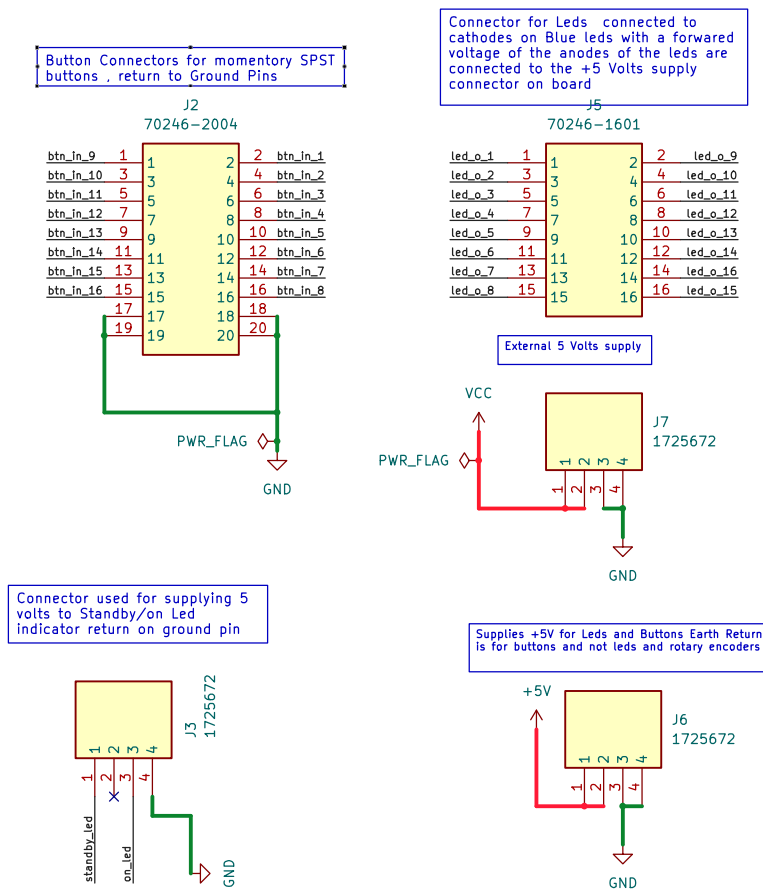 Connector for Leds  connected to
cathodes on Blue leds with a forwared
voltage of the anodes of the leds are
connected to the +5 Volts supply
connector on board
Button Connectors for momentory SPST
buttons , return to Ground Pins
J2
70246-2004
btn_in_9 1 1 2 2 btn_in_1
btn_in_10 3 3 4 4 btn_in_2
btn_in_11 5 5 6 6 btn_in_3
btn_in_12 7 7 8 8 btn_in_4
btn_in_13 9 9 10 10 btn_in_5
btn_in_14 11 11 12 12 btn_in_6
btn_in_15 13 13 14 14 btn_in_7
btn_in_16 15 15 16 16 btn_in_8
17 17 18 18
19 19 20 20
PWR_FLAG
GND
J5
70246-1601
led_o_1 1 1 2 2 led_o_9
led_o_2 3 3 4 4 led_o_10
led_o_3 5 5 6 6 led_o_11
led_o_4 7 7 8 8 led_o_12
led_o_5 9 9 10 10 led_o_13
led_o_6 11 11 12 12 led_o_14
led_o_7 13 13 14 14 led_o_16
led_o_8 15 15 16 16 led_o_15
External 5 Volts supply
VCC
J7
1725672
PWR_FLAG
1 2 3 4
1 2 3 4
GND
Connector used for supplying 5
volts to Standby/on Led
indicator return on ground pin
J3
1725672
1 2 3 4
1 2 3 4
standby_led
on_led
GND
Supplies +5V for Leds and Buttons Earth Return
is for buttons and not leds and rotary encoders
+5V
J6
1725672
1 2 3 4
1 2 3 4
GND